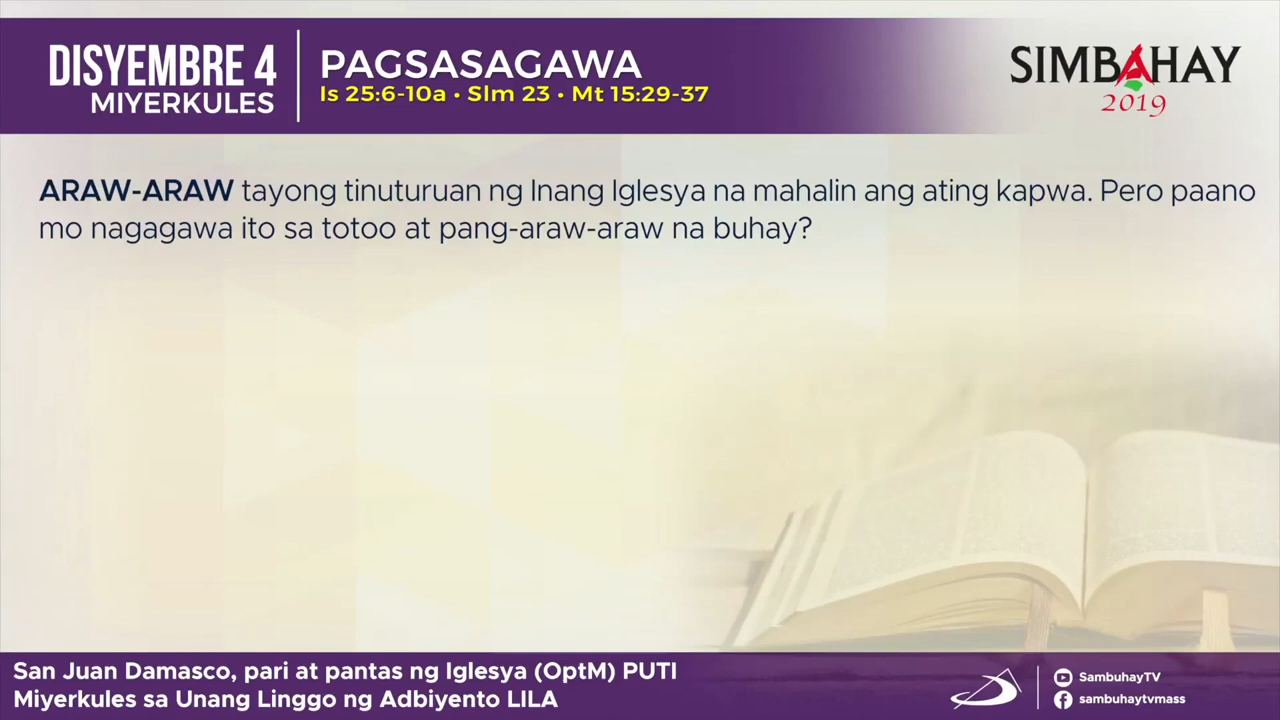 DISYEMBRE 4
MIYERKULES
PAGSASAGAWA
Is 25:6-10a • Slm 23 • Mt 15:29-37
SIMBAHAY
2019
ARAW-ARAW tayong tinuturuan ng Inang Iglesya na mahalin ang ating kapwa. Pero paano
mo nagagawa ito sa totoo at pang-araw-araw na buhay?
San Juan Damasco, pari at pantas ng Iglesya (OptM) PUTI
Miyerkules sa Unang Linggo ng Adbiyento LILA
SambuhayTV
sambuhaytvmass